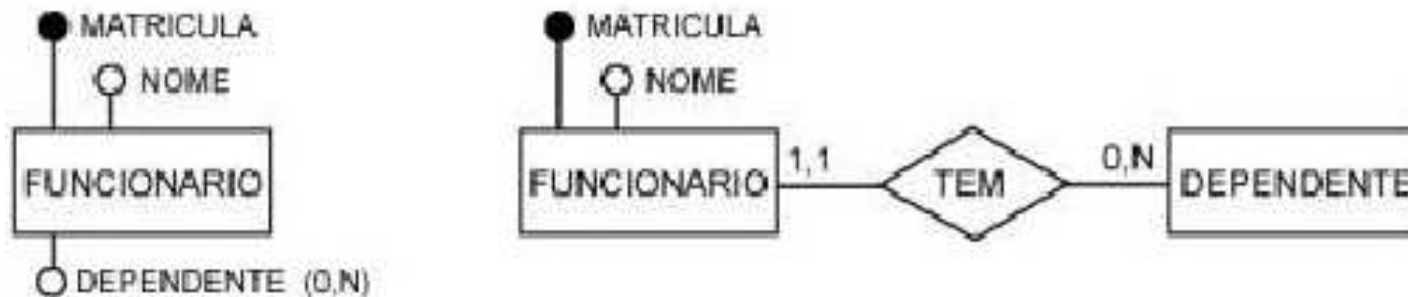 MATRICULA
NOME
FUNCIONARIO
DEPENDENTE (0,N)
MATRICULA
NOME
FUNCIONARIO
1,1
TEM
0,N
DEPENDENTE